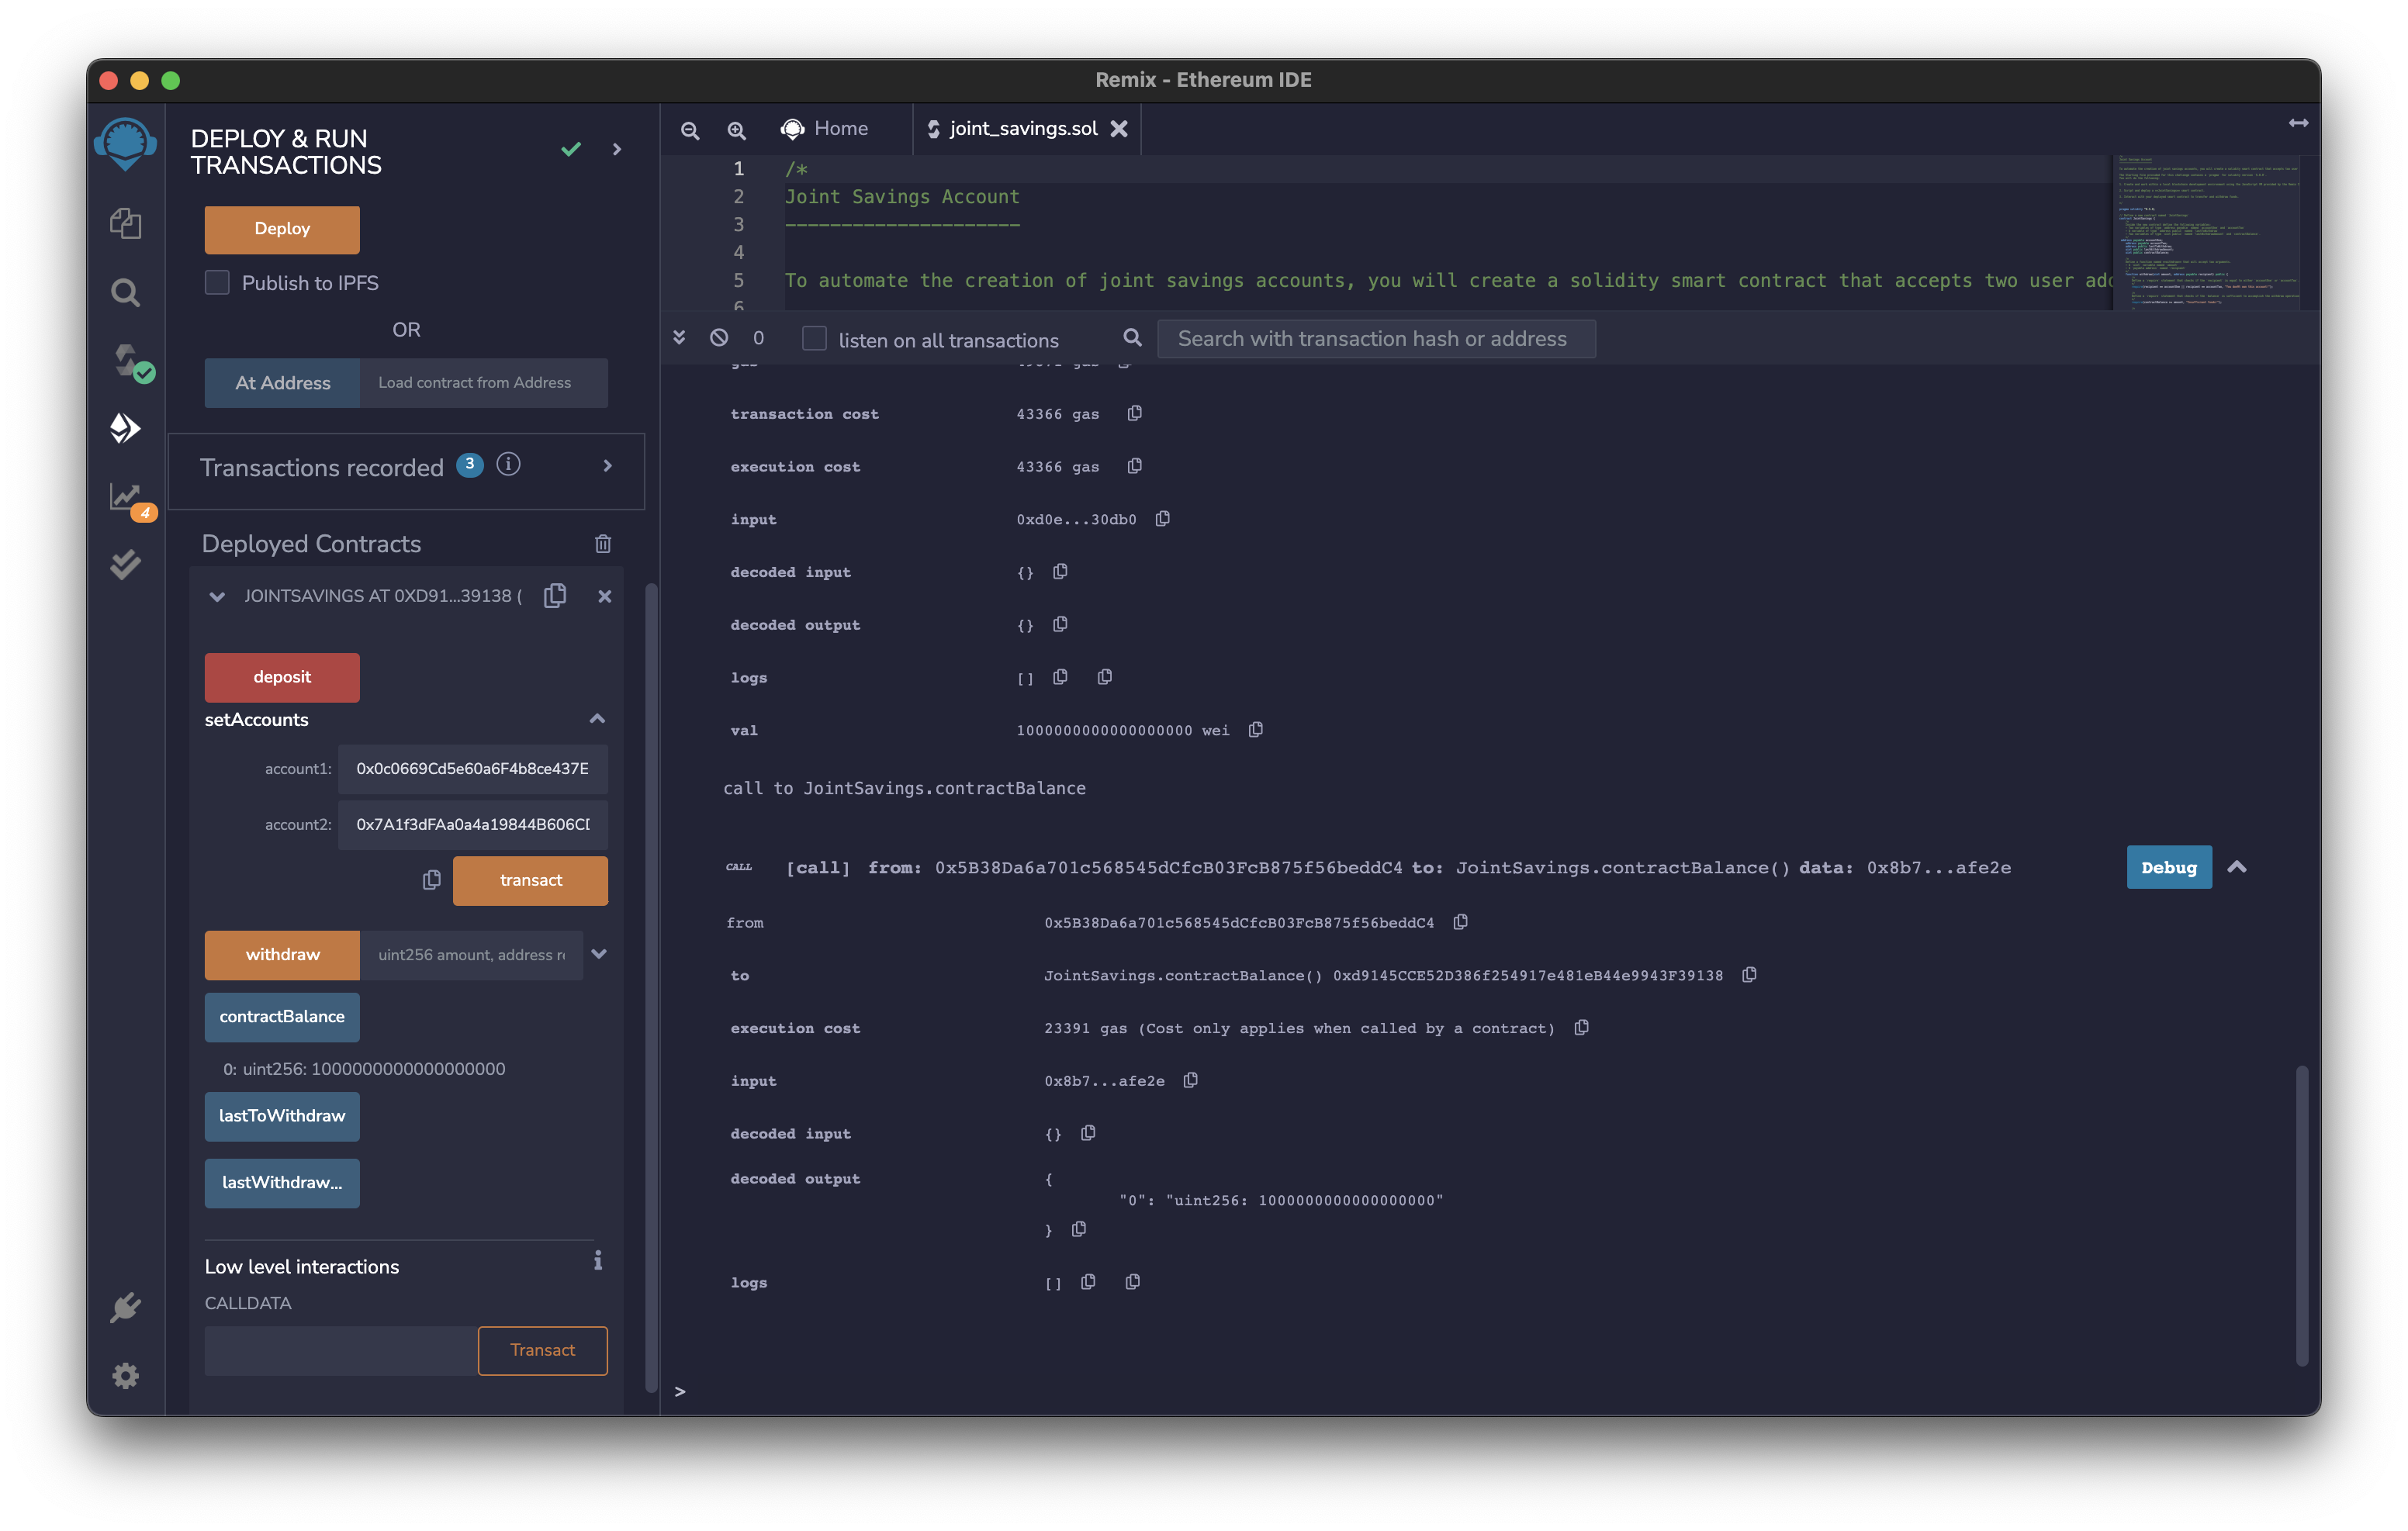 Remix - Ethereum IDE
DEPLOY & RUN
TRANSACTIONS
Deploy
Publish to IPFS
OR
At Address
Load contract from Address
Transactions recorded 3
4
Deployed Contracts
JOINTSAVINGS AT 0XD91...39138 (
deposit
setAccounts
account1: 0x0c0669Cd5e60a6F4b8ce437E
account2: 0x7A1f3dFAa0a4a19844B606CI
transact
withdraw
uint256 amount, address re
contractBalance
0: uint256: 1000000000000000000
lastToWithdraw
lastWithdraw...
Low level interactions
CALLDATA
Transact
Home
joint_savings.sol
1 /*
2 Joint Savings Account
3 ---------------------
4
5 To automate the creation of joint savings accounts, you will create a solidity smart contract that accepts two user add
6
0
listen on all transactions
Search with transaction hash or address
transaction cost 43366 gas
execution cost 43366 gas
input 0xd0e...30db0
decoded input {}
decoded output {}
logs []
val 1000000000000000000 wei
call to JointSavings.contractBalance
CALL [call] from: 0x5B38Da6a701c568545dCfcB03FcB875f56beddC4 to: JointSavings.contractBalance() data: 0x8b7...afe2e
Debug
from 0x5B38Da6a701c568545dCfcB03FcB875f56beddC4
to JointSavings.contractBalance() 0xd9145CCE52D386f254917e481eB44e9943F39138
execution cost 23391 gas (Cost only applies when called by a contract)
input 0x8b7...afe2e
decoded input {}
decoded output {
"0": "uint256: 1000000000000000000"
}
logs []
>